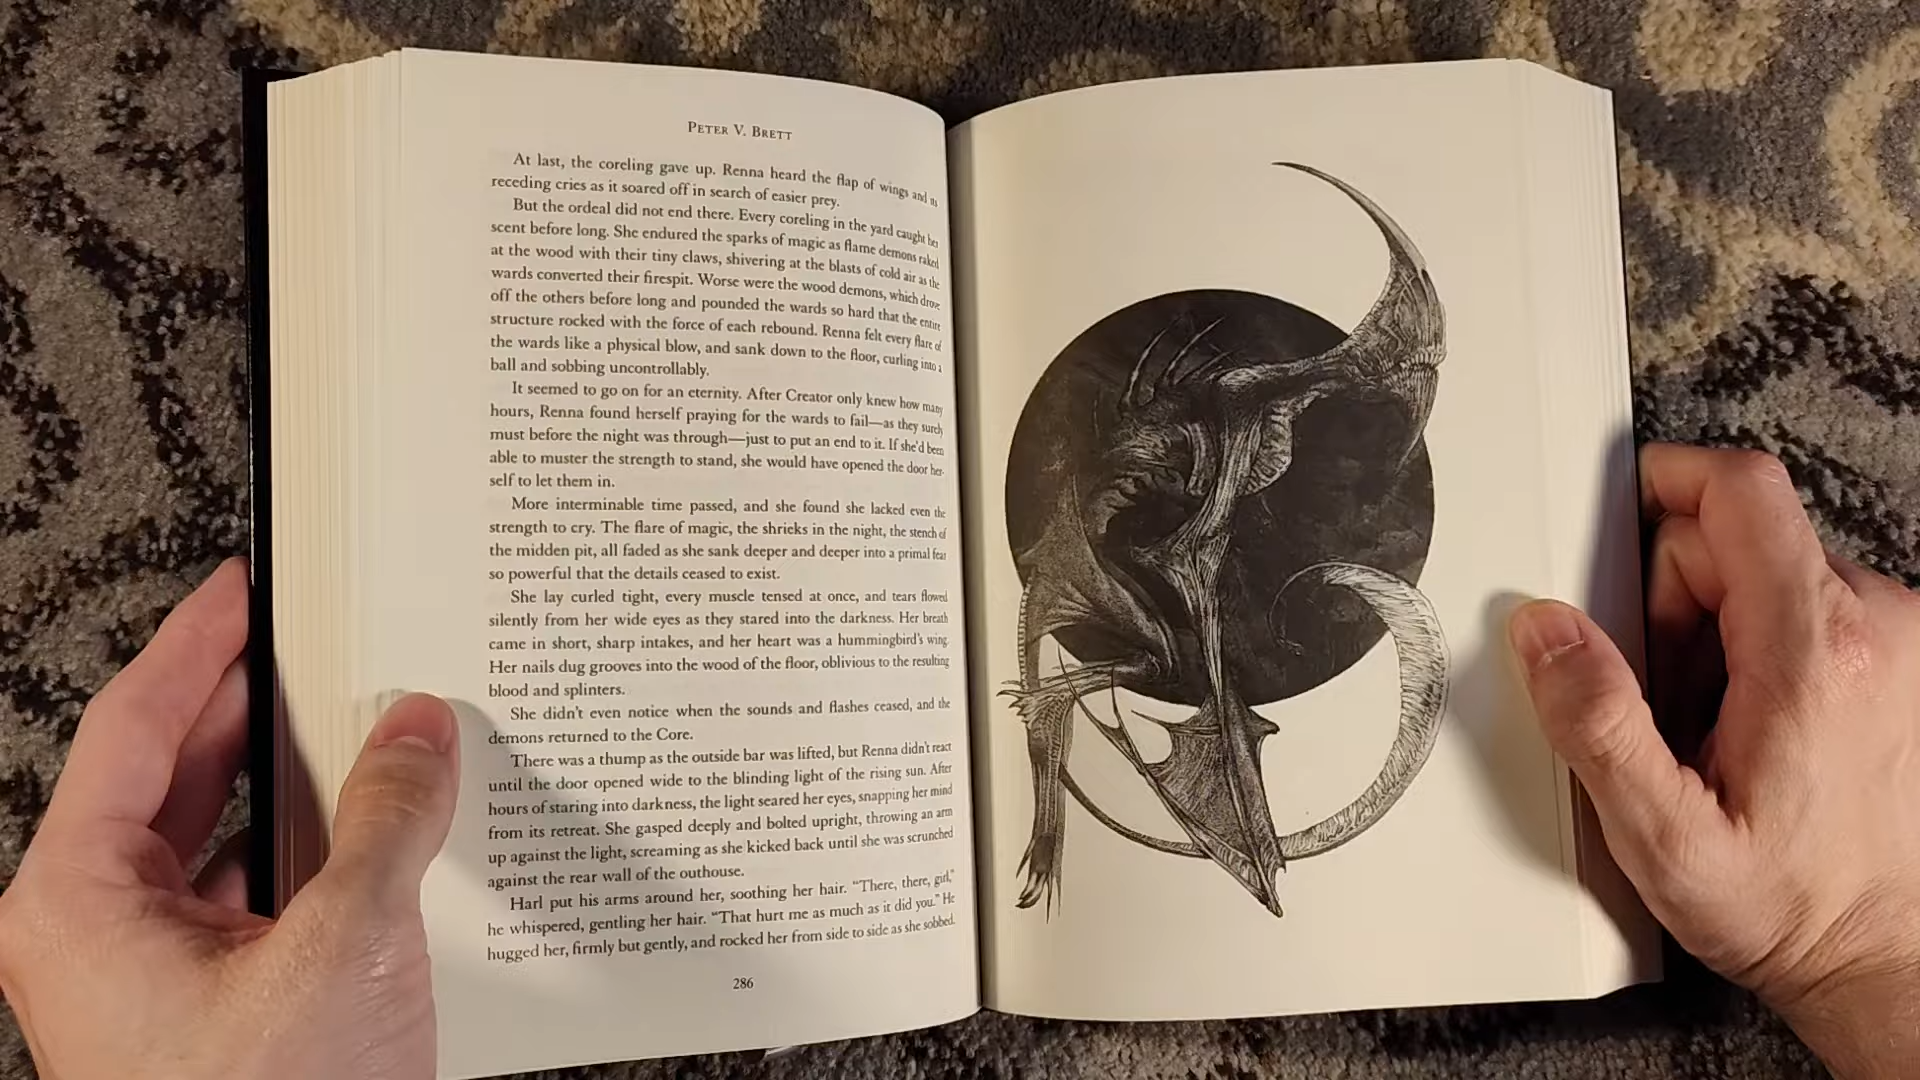 PETER V. BRETT
At last, the coreling gave up. Renna heard the flap of wings and its
receding cries as it soared off in search of easier prey.
But the ordeal did not end there. Every coreling in the yard caught her
scent before long. She endured the sparks of magic as flame demons raked
at the wood with their tiny claws, shivering at the blasts of cold air as the
wards converted their firespit. Worse were the wood demons, which drove
off the others before long and pounded the wards so hard that the entire
structure rocked with the force of each rebound. Renna felt every flare of
the wards like a physical blow, and sank down to the floor, curling into a
ball and sobbing uncontrollably.
It seemed to go on for an eternity. After Creator only knew how many
hours, Renna found herself praying for the wards to fail—as they surely
must before the night was through—just to put an end to it. If she'd been
able to muster the strength to stand, she would have opened the door her-
self to let them in.
More interminable time passed, and she found she lacked even the
strength to cry. The flare of magic, the shrieks in the night, the stench of
the midden pit, all faded as she sank deeper and deeper into a primal fear
so powerful that the details ceased to exist.
She lay curled tight, every muscle tensed at once, and tears flowed
silently from her wide eyes as they stared into the darkness. Her breath
came in short, sharp intakes, and her heart was a hummingbird's wing.
Her nails dug grooves into the wood of the floor, oblivious to the resulting
blood and splinters.
She didn't even notice when the sounds and flashes ceased, and the
demons returned to the Core.
There was a thump as the outside bar was lifted, but Renna didn't react
until the door opened wide to the blinding light of the rising sun. After
hours of staring into darkness, the light seared her eyes, snapping her mind
from its retreat. She gasped deeply and bolted upright, throwing an arm
up against the light, screaming as she kicked back until she was scrunched
against the rear wall of the outhouse.
Harl put his arms around her, soothing her hair. "There, there, girl,"
he whispered, gentling her hair. "That hurt me as much as it did you." He
hugged her, firmly but gently, and rocked her from side to side as she sobbed.
286